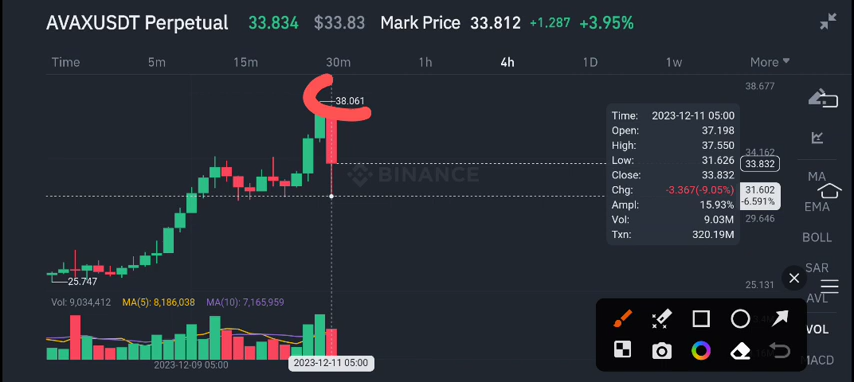 AVAXUSDT Perpetual 33.834 $33.83 Mark Price 33.812 +1.287 +3.95%
Time 5m 15m 30m 1h 4h 1D 1w More
38.677
38.061
Time: 2023-12-11 05:00
Open: 37.198
High: 37.550
Low: 31.626
Close: 33.832
Chg: -3.367(-9.05%)
Ampl: 15.93%
Vol: 9.03M
Txn: 320.19M
34.162
33.832
31.602
-6.591%
29.646
25.131
BINANCE
25.747
MA
EMA
BOLL
SAR
AVL
VOL
MACD
Vol: 9,034,412 MA(5): 8,186,038 MA(10): 7,165,959
2023-12-09 05:00 2023-12-11 05:00